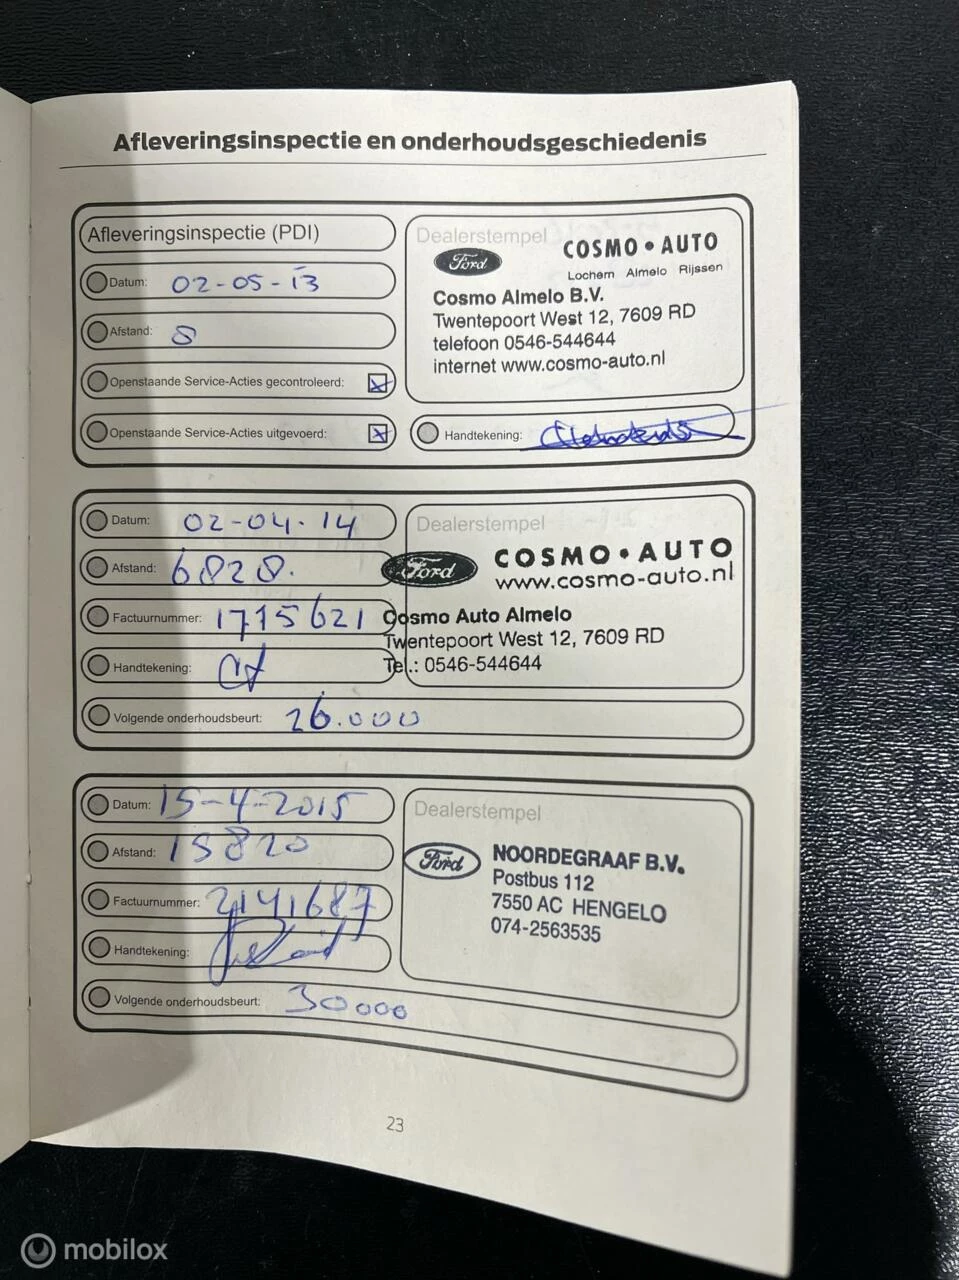 Afleveringsinspectie en onderhoudsgeschiedenis
Afleveringsinspectie (PDI)
Datum: 02-05-13
Afstand: 8
Openstaande Service-Acties gecontroleerd:
Openstaande Service-Acties uitgevoerd:
Dealerstempel
Ford
COSMO • AUTO
Lochem Almelo Rijssen
Cosmo Almelo B.V.
Twentepoort West 12, 7609 RD
telefoon 0546-544644
internet www.cosmo-auto.nl
Handtekening:
Datum: 02-04-14
Afstand: 6828.
Factuurnummer: 1715621
Handtekening:
Volgende onderhoudsbeurt: 26.000
Dealerstempel
Ford
COSMO • AUTO
www.cosmo-auto.nl
Cosmo Auto Almelo
Twentepoort West 12, 7609 RD
Tel.: 0546-544644
Datum: 15-4-2015
Afstand: 15820
Factuurnummer: 2141687
Handtekening:
Volgende onderhoudsbeurt: 30000
Dealerstempel
Ford
NOORDEGRAAF B.V.
Postbus 112
7550 AC HENGELO
074-2563535
23
mobilox